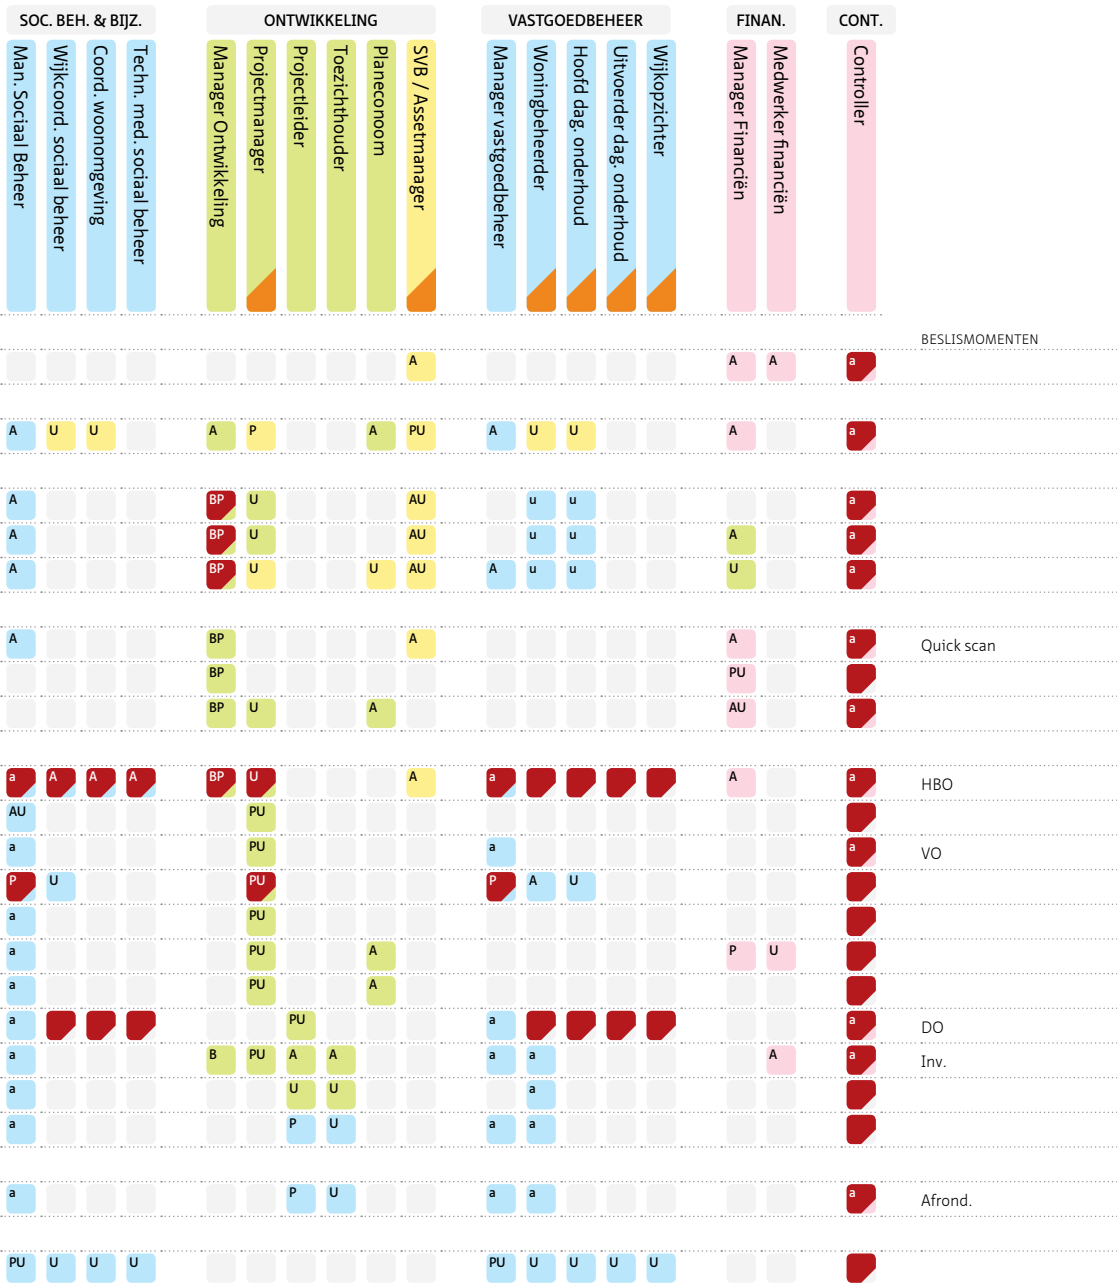 SOC. BEH. & BIJZ. ONTWIKKELING VASTGOEDBEHEER FINAN. CONT.
Man. Sociaal Beheer
Wijkcoord. sociaal beheer
Coord. woonomgeving
Techn. med. sociaal beheer
Manager Ontwikkeling
Projectmanager
Projectleider
Toezichthouder
Planeconoom
SVB / Assetmanager
Manager vastgoedbeheer
Woningbeheerder
Hoofd dag. onderhoud
Uitvoerder dag. onderhoud
Wijkopzichter
Manager Financiën
Medwerker financiën
Controller
BESLISMOMENTEN
A A A a
A U U A P A PU A U U A a
A BP U AU u u a
A BP U AU u u A a
A BP U U AU A u u U a
A BP A A a Quick scan
BP PU
BP U A AU a
a A A A BP U A a A a HBO
AU PU
a PU a a VO
P U PU P A U
a PU
a PU A P U
a PU A
a PU a a DO
a B PU A A a a A a Inv.
a U U a
a P U a a
a P U a a a Afrond.
PU U U U PU U U U U